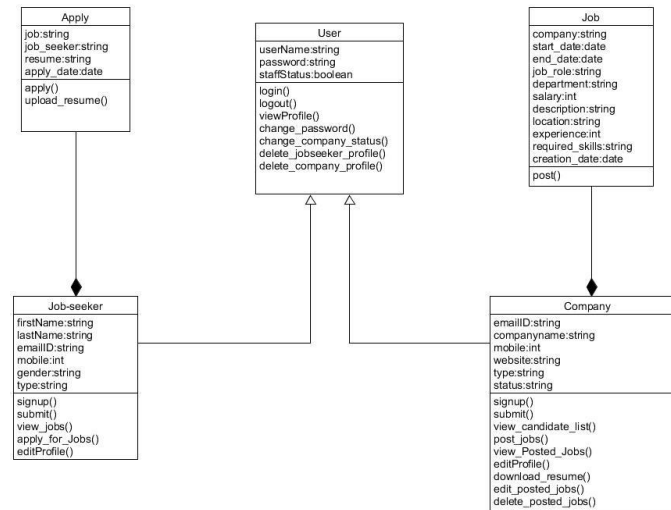 Apply
job:string
job_seeker:string
resume:string
apply_date:date
apply()
upload_resume()
User
userName:string
password:string
staffStatus:boolean
login()
logout()
viewProfile()
change_password()
change_company_status()
delete_jobseeker_profile()
delete_company_profile()
Job
company:string
start_date:date
end_date:date
job_role:string
department:string
salary:int
description:string
location:string
experience:int
required_skills:string
creation_date:date
post()
Job-seeker
firstName:string
lastName:string
emailID:string
mobile:int
gender:string
type:string
signup()
submit()
view_jobs()
apply_for_Jobs()
editProfile()
Company
emailID:string
companyname:string
mobile:int
website:string
type:string
status:string
signup()
submit()
view_candidate_list()
post_jobs()
view_Posted_Jobs()
editProfile()
download_resume()
edit_posted_jobs()
delete_posted_jobs()